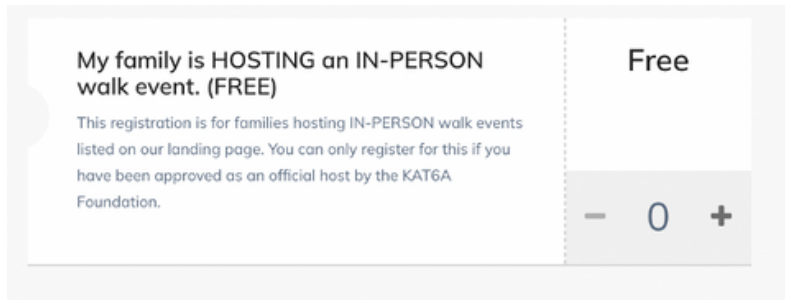 My family is HOSTING an IN-PERSON
walk event. (FREE)
This registration is for families hosting IN-PERSON walk events
listed on our landing page. You can only register for this if you
have been approved as an official host by the KAT6A
Foundation.
Free
− 0 +